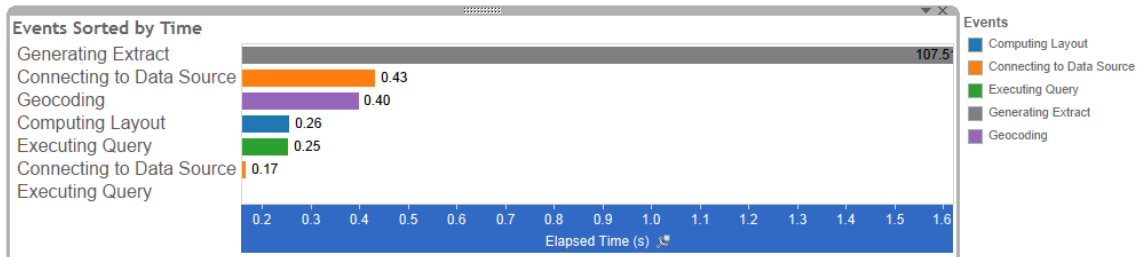 Events Sorted by Time
Generating Extract 107.51
Connecting to Data Source 0.43
Geocoding 0.40
Computing Layout 0.26
Executing Query 0.25
Connecting to Data Source 0.17
Executing Query
0.2 0.3 0.4 0.5 0.6 0.7 0.8 0.9 1.0 1.1 1.2 1.3 1.4 1.5 1.6
Elapsed Time (s)
Events
Computing Layout
Connecting to Data Source
Executing Query
Generating Extract
Geocoding